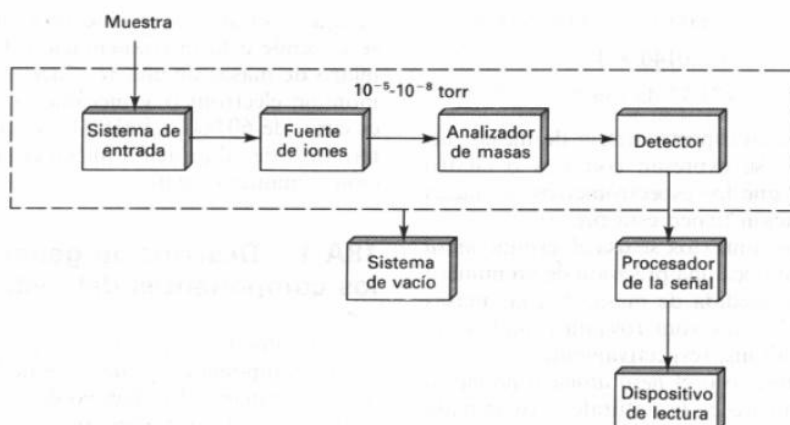 Muestra
10⁻⁵-10⁻⁸ torr
Sistema de
entrada
Fuente
de iones
Analizador
de masas
Detector
Sistema
de vacío
Procesador
de la señal
Dispositivo
de lectura